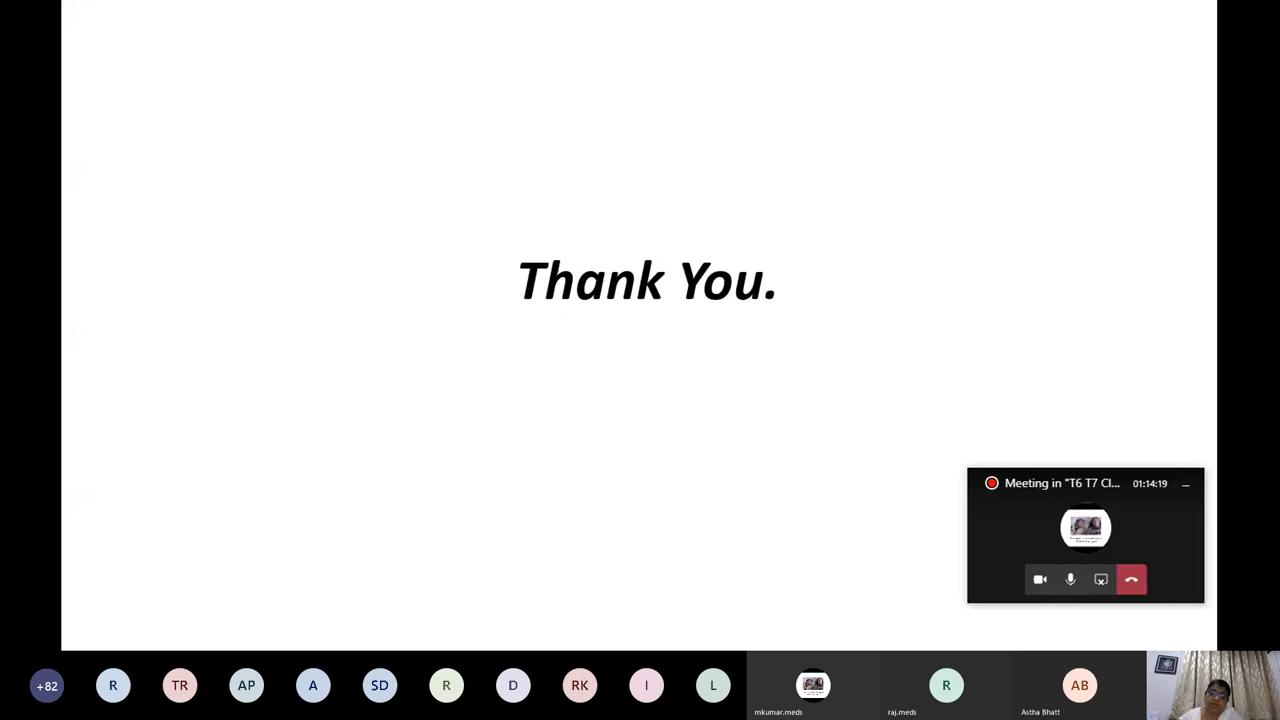 Thank You.
Meeting in "T6 T7 Cl... 01:14:19
+82 R TR AP A SD R D RK I L R AB
mkumar.meds raj.meds Astha Bhatt